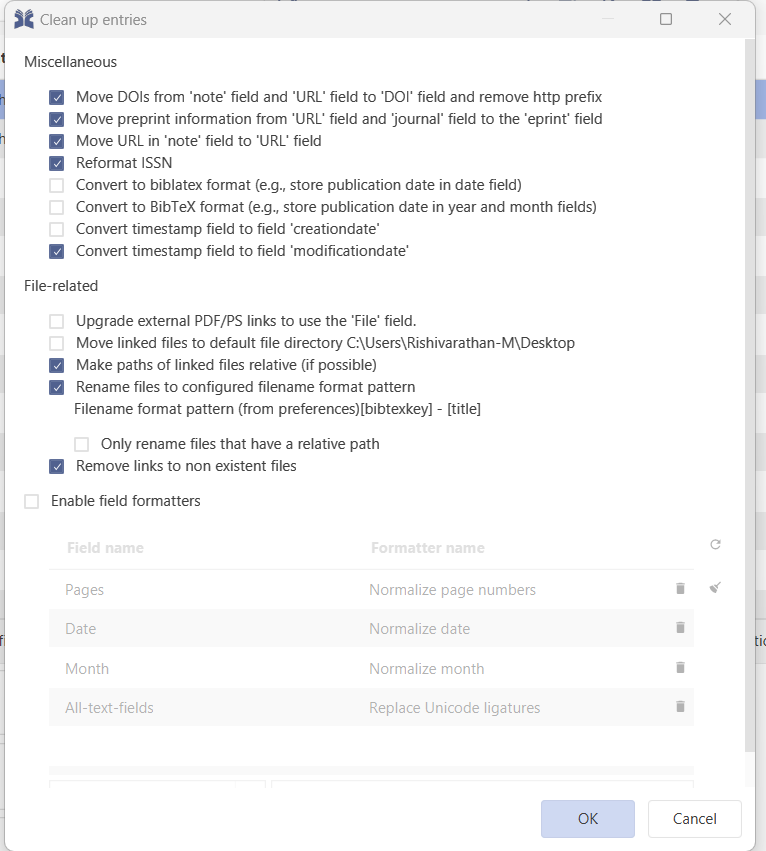 Clean up entries
Miscellaneous
Move DOIs from 'note' field and 'URL' field to 'DOI' field and remove http prefix
Move preprint information from 'URL' field and 'journal' field to the 'eprint' field
Move URL in 'note' field to 'URL' field
Reformat ISSN
Convert to biblatex format (e.g., store publication date in date field)
Convert to BibTeX format (e.g., store publication date in year and month fields)
Convert timestamp field to field 'creationdate'
Convert timestamp field to field 'modificationdate'
File-related
Upgrade external PDF/PS links to use the 'File' field.
Move linked files to default file directory C:\Users\Rishivarathan-M\Desktop
Make paths of linked files relative (if possible)
Rename files to configured filename format pattern
Filename format pattern (from preferences)[bibtexkey] - [title]
Only rename files that have a relative path
Remove links to non existent files
Enable field formatters
Field name Formatter name
Pages Normalize page numbers
Date Normalize date
Month Normalize month
All-text-fields Replace Unicode ligatures
OK Cancel